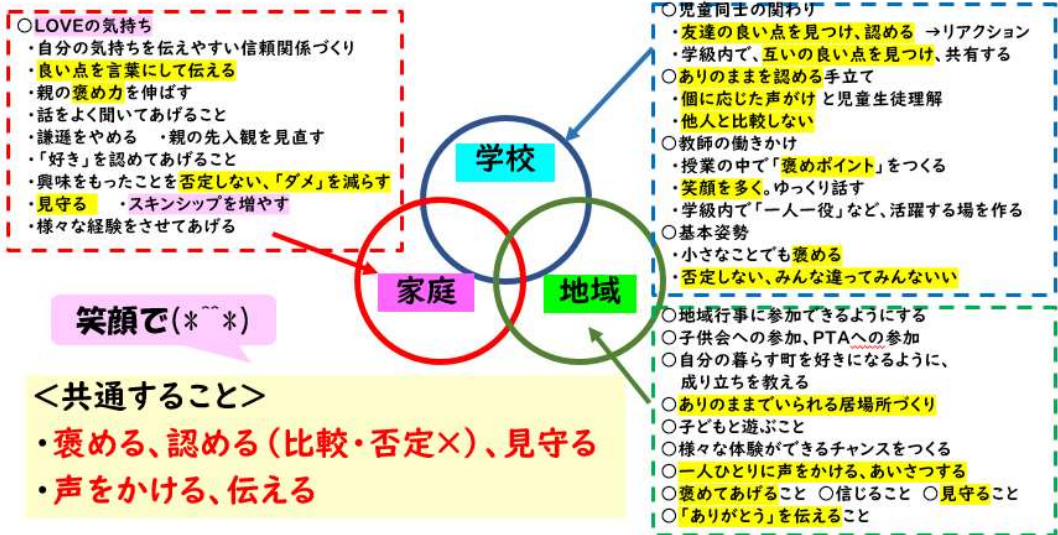 ○LOVEの気持ち
・自分の気持ちを伝えやすい信頼関係づくり
・良い点を言葉にして伝える
・親の褒め力を伸ばす
・話をよく聞いてあげること
・謙遜をやめる ・親の先入観を見直す
・「好き」を認めてあげること
・興味をもったことを否定しない、「ダメ」を減らす
・見守る ・スキンシップを増やす
・様々な経験をさせてあげる
学校
家庭
地域
○児童同士の関わり
・友達の良い点を見つけ、認める →リアクション
・学級内で、互いの良い点を見つけ、共有する
○ありのままを認める手立て
・個に応じた声がけ と児童生徒理解
・他人と比較しない
○教師の働きかけ
・授業の中で「褒めポイント」をつくる
・笑顔を多く。ゆっくり話す
・学級内で「一人一役」など、活躍する場を作る
○基本姿勢
・小さなことでも褒める
・否定しない、みんな違ってみんないい
笑顔で(*^^*)
＜共通すること＞
・褒める、認める（比較・否定×）、見守る
・声をかける、伝える
○地域行事に参加できるようにする
○子供会への参加、PTAへの参加
○自分の暮らす町を好きになるように、
成り立ちを教える
○ありのままでいられる居場所づくり
○子どもと遊ぶこと
○様々な体験ができるチャンスをつくる
○一人ひとりに声をかける、あいさつする
○褒めてあげること ○信じること ○見守ること
○「ありがとう」を伝えること